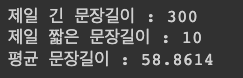 제일 긴 문장길이 : 300
제일 짧은 문장길이 : 10
평균 문장길이 : 58.8614